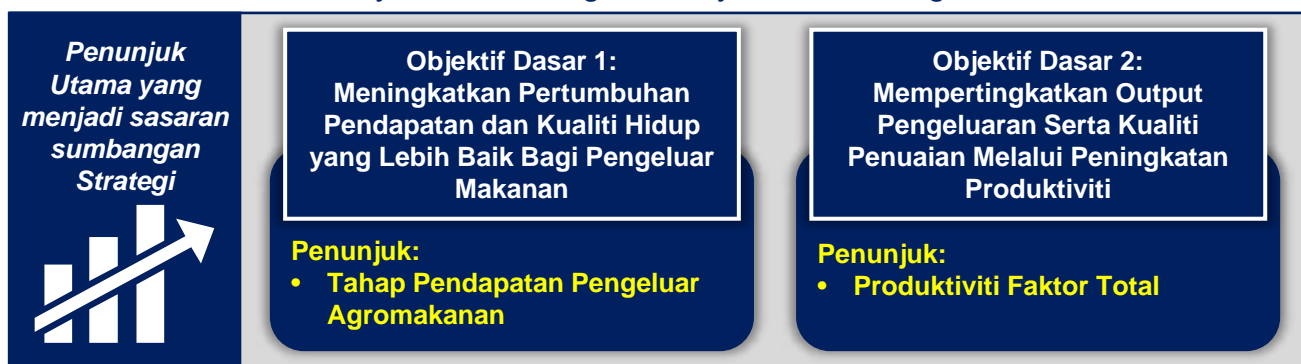 Penunjuk
Utama yang
menjadi sasaran
sumbangan
Strategi
Objektif Dasar 1:
Meningkatkan Pertumbuhan
Pendapatan dan Kualiti Hidup
yang Lebih Baik Bagi Pengeluar
Makanan
Penunjuk:
• Tahap Pendapatan Pengeluar
Agromakanan
Objektif Dasar 2:
Mempertingkatkan Output
Pengeluaran Serta Kualiti
Penuaian Melalui Peningkatan
Produktiviti
Penunjuk:
• Produktiviti Faktor Total